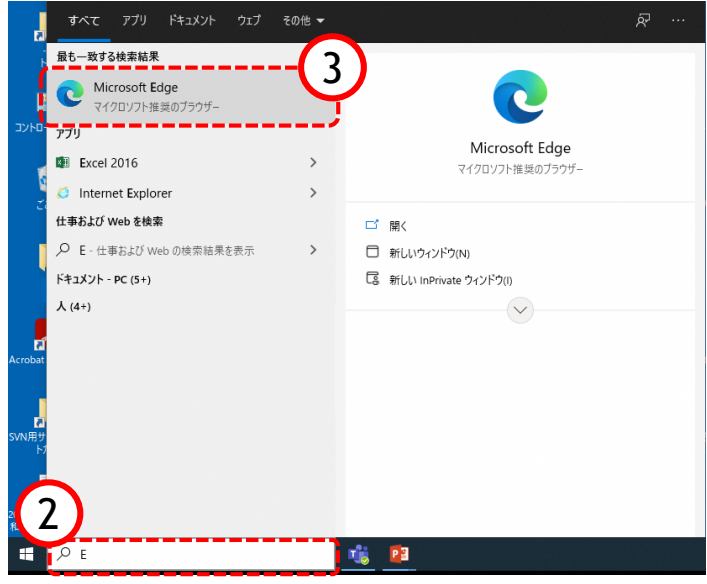 すべて アプリ ドキュメント ウェブ その他
最も一致する検索結果
3
Microsoft Edge
マイクロソフト推奨のブラウザー
アプリ
Excel 2016
Internet Explorer
仕事および Web を検索
E - 仕事および Web の検索結果を表示
ドキュメント - PC (5+)
人 (4+)
Microsoft Edge
マイクロソフト推奨のブラウザー
開く
新しいウィンドウ(N)
新しい InPrivate ウィンドウ(I)
コントロー
Acrobat
SVN用サ
2
E